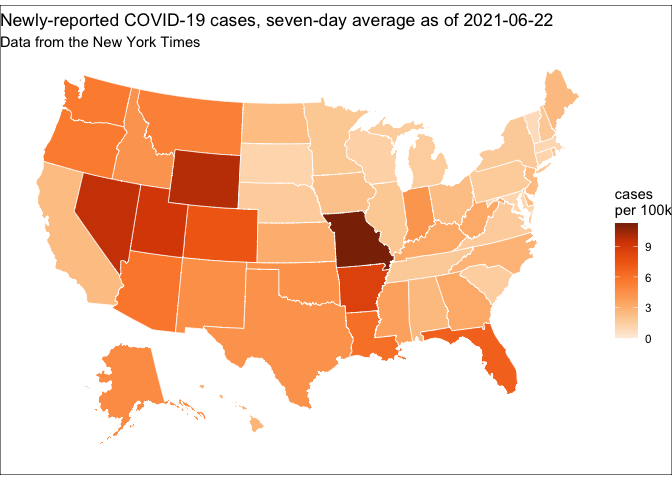 Newly-reported COVID-19 cases, seven-day average as of 2021-06-22
Data from the New York Times
cases
per 100k
9
6
3
0